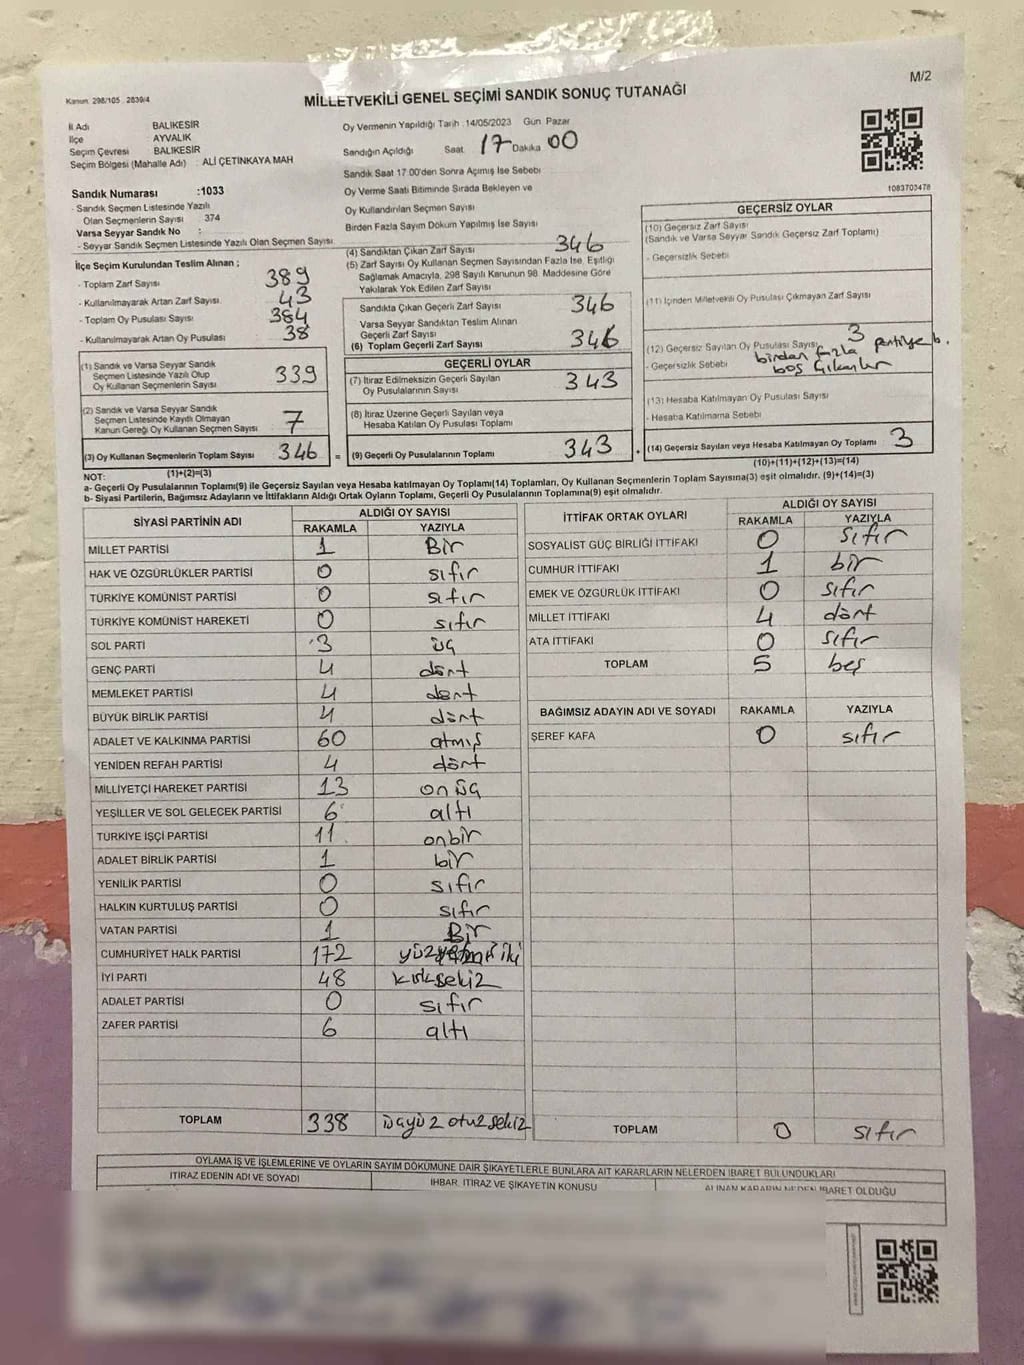 Kanun: 298/105 . 2839/4
M/2
MİLLETVEKİLİ GENEL SEÇİMİ SANDIK SONUÇ TUTANAĞI
İl Adı BALIKESİR
İlçe AYVALIK
Seçim Çevresi BALIKESİR
Seçim Bölgesi (Mahalle Adı) : ALİ ÇETİNKAYA MAH
Sandık Numarası :1033
- Sandık Seçmen Listesinde Yazılı
Olan Seçmenlerin Sayısı : 374
Varsa Seyyar Sandık No :
- Seyyar Sandık Seçmen Listesinde Yazılı Olan Seçmen Sayısı
Oy Vermenin Yapıldığı Tarih : 14/05/2023 Gün Pazar
Sandığın Açıldığı Saat 17 Dakika 00
Sandık Saat 17.00'den Sonra Açmış İse Sebebi
Oy Verme Saati Bitiminde Sırada Bekleyen ve
Oy Kullandırılan Seçmen Sayısı
Birden Fazla Sayım Döküm Yapılmış İse Sayısı
1083703478
İlçe Seçim Kurulundan Teslim Alınan ;
- Toplam Zarf Sayısı 389
- Kullanılmayarak Artan Zarf Sayısı. 43
- Toplam Oy Pusulası Sayısı 384
- Kullanılmayarak Artan Oy Pusulası 38
(1) Sandık ve Varsa Seyyar Sandık
Seçmen Listesinde Yazılı Olup
Oy Kullanan Seçmenlerin Sayısı 339
(2) Sandık ve Varsa Seyyar Sandık
Seçmen Listesinde Kayıtlı Olmayan
Kanun Gereği Oy Kullanan Seçmen Sayısı 7
(3) Oy Kullanan Seçmenlerin Toplam Sayısı 346 =
(1)+(2)=(3)
(4) Sandıktan Çıkan Zarf Sayısı 346
(5) Zarf Sayısı Oy Kullanan Seçmen Sayısından Fazla İse, Eşitliği
Sağlamak Amacıyla, 298 Sayılı Kanunun 98. Maddesine Göre
Yakılarak Yok Edilen Zarf Sayısı
Sandıkta Çıkan Geçerli Zarf Sayısı 346
Varsa Seyyar Sandıktan Teslim Alınan
Geçerli Zarf Sayısı
(6) Toplam Geçerli Zarf Sayısı 346
GEÇERLİ OYLAR
(7) İtiraz Edilmeksizin Geçerli Sayılan
Oy Pusulalarının Sayısı 343
(8) İtiraz Üzerine Geçerli Sayılan veya
Hesaba Katılan Oy Pusulası Toplamı
(9) Geçerli Oy Pusulalarının Toplamı 343
GEÇERSİZ OYLAR
(10) Geçersiz Zarf Sayısı
(Sandık ve Varsa Seyyar Sandık Geçersiz Zarf Toplamı)
- Geçersizlik Sebebi
(11) İçinden Milletvekili Oy Pusulası Çıkmayan Zarf Sayısı
(12) Geçersiz Sayılan Oy Pusulası Sayısı 3
- Geçersizlik Sebebi birden fazla partiye b.
boş
(13) Hesaba Katılmayan Oy Pusulası Sayısı
- Hesaba Katılmama Sebebi
(14) Geçersiz Sayılan veya Hesaba Katılmayan Oy Toplamı 3
(10)+(11)+(12)+(13)=(14)
NOT:
a- Geçerli Oy Pusulalarının Toplamı(9) ile Geçersiz Sayılan veya Hesaba katılmayan Oy Toplamı(14) Toplamları, Oy Kullanan Seçmenlerin Toplam Sayısına(3) eşit olmalıdır. (9)+(14)=(3)
b- Siyasi Partilerin, Bağımsız Adayların ve İttifakların Aldığı Ortak Oyların Toplamı, Geçerli Oy Pusulalarının Toplamına(9) eşit olmalıdır.
SİYASİ PARTİNİN ADI ALDIĞI OY SAYISI
RAKAMLA YAZIYLA
MİLLET PARTİSİ 1 Bir
HAK VE ÖZGÜRLÜKLER PARTİSİ 0 sıfır
TÜRKİYE KOMÜNİST PARTİSİ 0 sıfır
TÜRKİYE KOMÜNİST HAREKETİ 0 sıfır
SOL PARTİ 3 üç
GENÇ PARTİ 4 dört
MEMLEKET PARTİSİ 4 dört
BÜYÜK BİRLİK PARTİSİ 4 dört
ADALET VE KALKINMA PARTİSİ 60 atmış
YENİDEN REFAH PARTİSİ 4 dört
MİLLİYETÇİ HAREKET PARTİSİ 13 on üç
YEŞİLLER VE SOL GELECEK PARTİSİ 6 altı
TÜRKİYE İŞÇİ PARTİSİ 11 onbir
ADALET BİRLİK PARTİSİ 1 bir
YENİLİK PARTİSİ 0 sıfır
HALKIN KURTULUŞ PARTİSİ 0 sıfır
VATAN PARTİSİ 1 Bir
CUMHURİYET HALK PARTİSİ 172 yüzyetmiş iki
İYİ PARTİ 48 kırksekiz
ADALET PARTİSİ 0 sıfır
ZAFER PARTİSİ 6 altı
TOPLAM 338 üçyüz otuz sekiz
İTTİFAK ORTAK OYLARI ALDIĞI OY SAYISI
RAKAMLA YAZIYLA
SOSYALİST GÜÇ BİRLİĞİ İTTİFAKI 0 sıfır
CUMHUR İTTİFAKI 1 bir
EMEK VE ÖZGÜRLÜK İTTİFAKI 0 sıfır
MİLLET İTTİFAKI 4 dört
ATA İTTİFAKI 0 sıfır
TOPLAM 5 beş
BAĞIMSIZ ADAYIN ADI VE SOYADI RAKAMLA YAZIYLA
ŞEREF KAFA 0 sıfır
TOPLAM 0 sıfır
OYLAMA İŞ VE İŞLEMLERİNE VE OYLARIN SAYIM DÖKÜMÜNE DAİR ŞİKAYETLERLE BUNLARA AİT KARARLARIN NELERDEN İBARET BULUNDUKLARI
İTİRAZ EDENİN ADI VE SOYADI İHBAR, İTİRAZ VE ŞİKAYETİN KONUSU ALINAN KARARIN NEDEN İBARET OLDUĞU